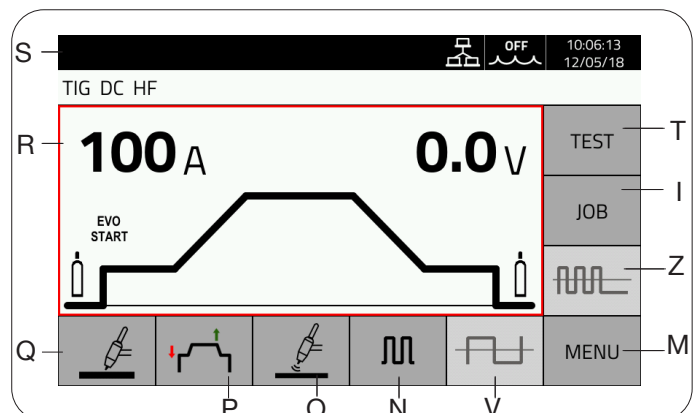 S
OFF
10:06:13
12/05/18
TIG DC HF
R
100 A
0.0 V
TEST
T
EVO
START
JOB
I
Z
Q
MENU
M
P
O
N
V